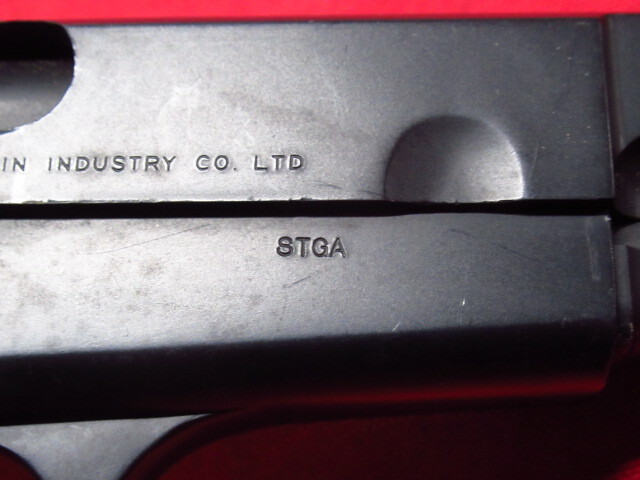 IN INDUSTRY CO. LTD
STGA